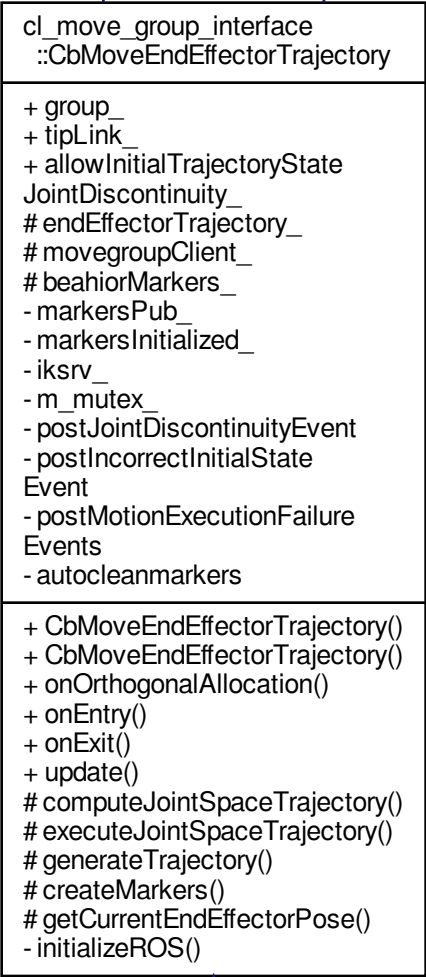 cl_move_group_interface
::CbMoveEndEffectorTrajectory
+ group_
+ tipLink_
+ allowInitialTrajectoryState
JointDiscontinuity_
# endEffectorTrajectory_
# movegroupClient_
# beahiorMarkers_
- markersPub_
- markersInitialized_
- iksrv_
- m_mutex_
- postJointDiscontinuityEvent
- postIncorrectInitialState
Event
- postMotionExecutionFailure
Events
- autocleanmarkers
+ CbMoveEndEffectorTrajectory()
+ CbMoveEndEffectorTrajectory()
+ onOrthogonalAllocation()
+ onEntry()
+ onExit()
+ update()
# computeJointSpaceTrajectory()
# executeJointSpaceTrajectory()
# generateTrajectory()
# createMarkers()
# getCurrentEndEffectorPose()
- initializeROS()